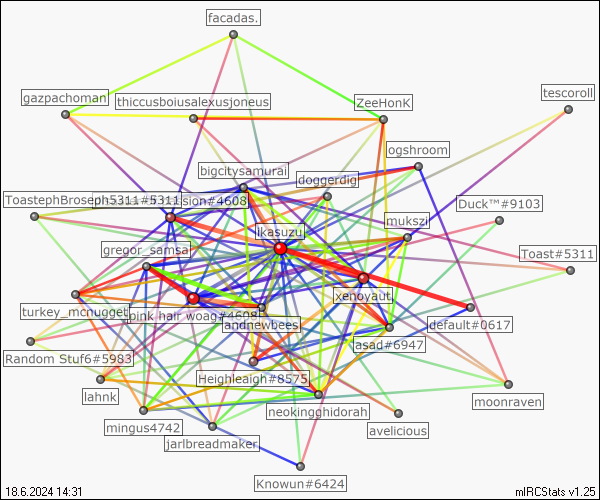 facadas.
gazpachoman
thiccusboiusalexusjoneus
ZeeHonK
tescoroll
ogshroom
bigcitysamurai
doggerdig
ToastephBroseph5311#5311
sion#4608
Duck™#9103
mukszi
ikasuzu
gregor_samsa
Toast#5311
xenoyaut
turkey_mcnugget
pink hair woag#4608
andnewbees
default#0617
asad#6947
Random Stuf6#5983
Heighleaigh#8575
lahnk
moonraven
neokingghidorah
mingus4742
avelicious
jarlbreadmaker
Knowun#6424
18.6.2024 14:31
mIRCStats v1.25